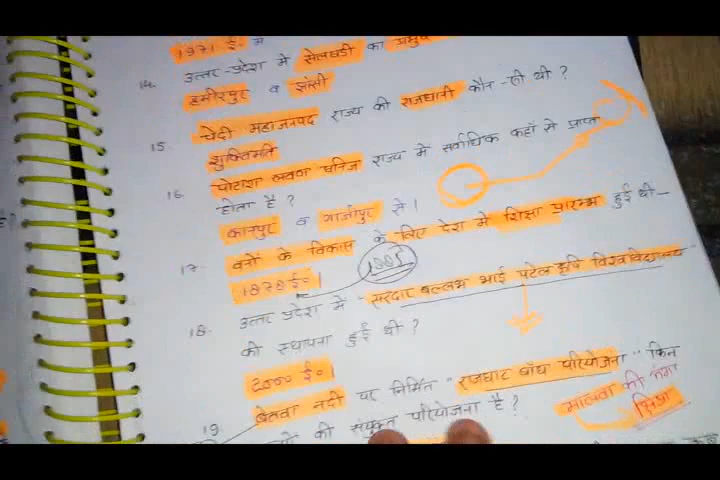 1971 ई० में
14. उत्तर-प्रदेश में सेलखड़ी का प्रमुख
हमीरपुर व झांसी
15. चेदी महाजनपद राज्य की राजधानी कौन-सी थी?
शुक्तिमति
16. पोटाश लवण खनिज राज्य में सर्वाधिक कहाँ से प्राप्त
होता है?
कानपुर व गाजीपुर से।
17. वनों के विकास के लिए देश में शिक्षा प्रारम्भ हुई थी-
1878 ई०।
18. उत्तर प्रदेश में "सरदार बल्लभ भाई पटेल कृषि विश्वविद्यालय"
की स्थापना हुई थी?
2000 ई०।
19. बेतवा नदी पर निर्मित "राजघाट बाँध परियोजना" किन
की संयुक्त परियोजना है?
मालवा की गंगा
क्षिप्रा